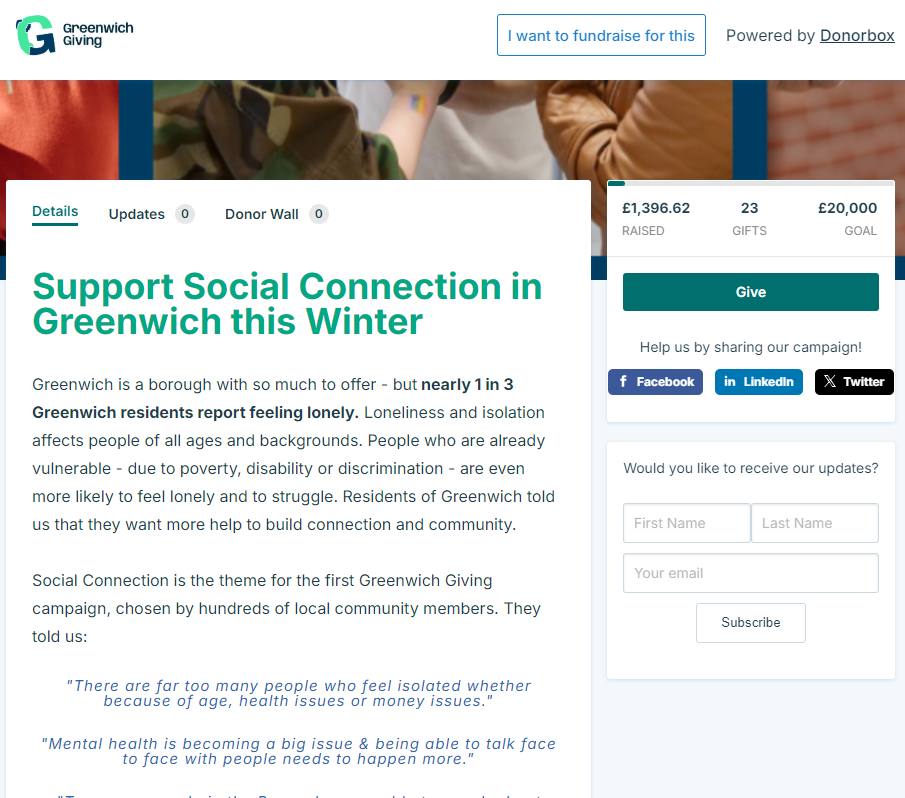 Greenwich
Giving
I want to fundraise for this
Powered by Donorbox
Details
Updates 0
Donor Wall 0
Support Social Connection in
Greenwich this Winter
Greenwich is a borough with so much to offer - but nearly 1 in 3
Greenwich residents report feeling lonely. Loneliness and isolation
affects people of all ages and backgrounds. People who are already
vulnerable - due to poverty, disability or discrimination - are even
more likely to feel lonely and to struggle. Residents of Greenwich told
us that they want more help to build connection and community.
Social Connection is the theme for the first Greenwich Giving
campaign, chosen by hundreds of local community members. They
told us:
"There are far too many people who feel isolated whether
because of age, health issues or money issues."
"Mental health is becoming a big issue & being able to talk face
to face with people needs to happen more."
£1,396.62
RAISED
23
GIFTS
£20,000
GOAL
Give
Help us by sharing our campaign!
Facebook
LinkedIn
Twitter
Would you like to receive our updates?
First Name
Last Name
Your email
Subscribe